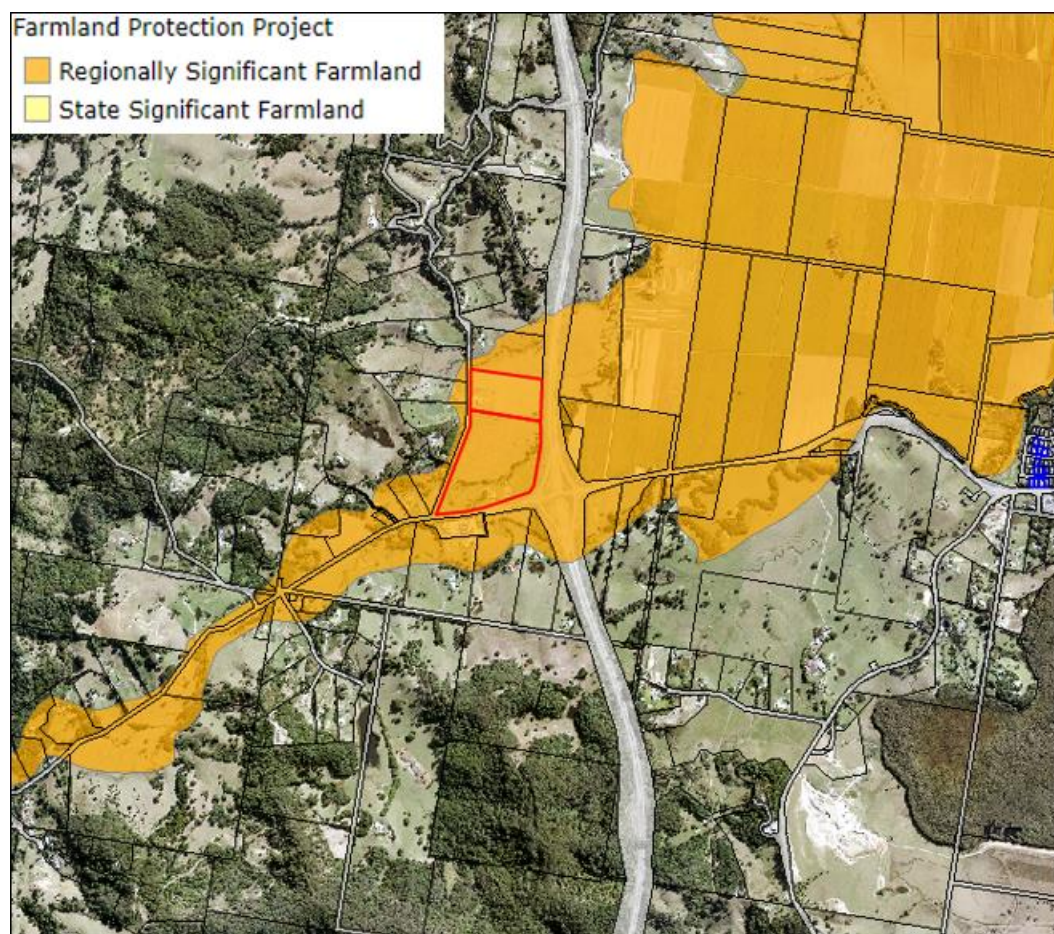 Farmland Protection Project
Regionally Significant Farmland
State Significant Farmland